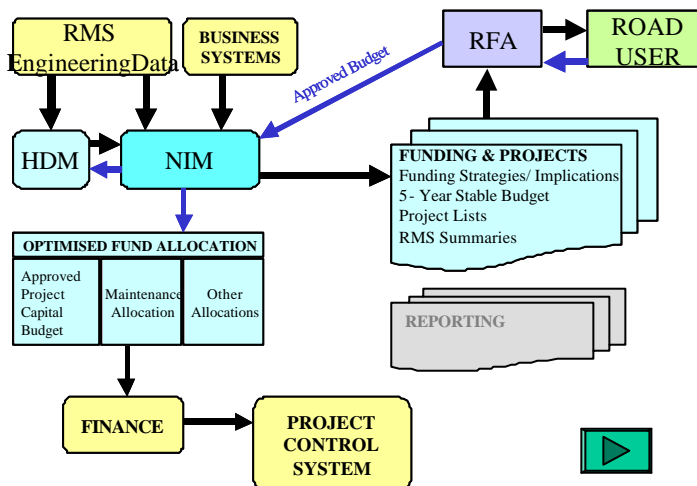 RMS
EngineeringData
BUSINESS
SYSTEMS
RFA
ROAD
USER
Approved Budget
HDM
NIM
FUNDING & PROJECTS
Funding Strategies/ Implications
5- Year Stable Budget
Project Lists
RMS Summaries
OPTIMISED FUND ALLOCATION
Approved
Project
Capital
Budget
Maintenance
Allocation
Other
Allocations
REPORTING
FINANCE
PROJECT
CONTROL
SYSTEM